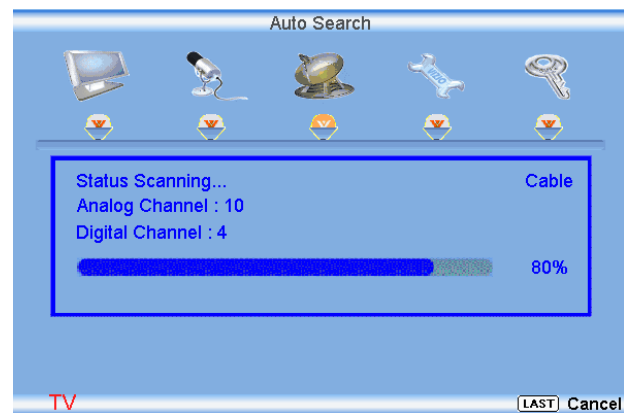 Auto Search
Status Scanning... Cable
Analog Channel : 10
Digital Channel : 4
80%
TV LAST Cancel